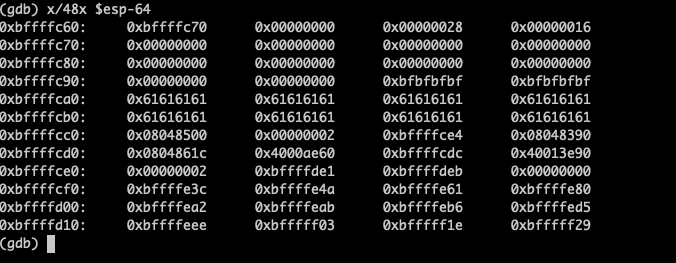 (gdb) x/48x $esp-64
0xbffffc60: 0xbffffc70 0x00000000 0x00000028 0x00000016
0xbffffc70: 0x00000000 0x00000000 0x00000000 0x00000000
0xbffffc80: 0x00000000 0x00000000 0x00000000 0x00000000
0xbffffc90: 0x00000000 0x00000000 0xbfbfbfbf 0xbfbfbfbf
0xbffffca0: 0x61616161 0x61616161 0x61616161 0x61616161
0xbffffcb0: 0x61616161 0x61616161 0x61616161 0x61616161
0xbffffcc0: 0x08048500 0x00000002 0xbffffce4 0x08048390
0xbffffcd0: 0x0804861c 0x4000ae60 0xbffffcdc 0x40013e90
0xbffffce0: 0x00000002 0xbffffde1 0xbffffdeb 0x00000000
0xbffffcf0: 0xbffffe3c 0xbffffe4a 0xbffffe61 0xbffffe80
0xbffffd00: 0xbffffea2 0xbffffeab 0xbffffeb6 0xbffffed5
0xbffffd10: 0xbffffeee 0xbfffff03 0xbfffff1e 0xbfffff29
(gdb)